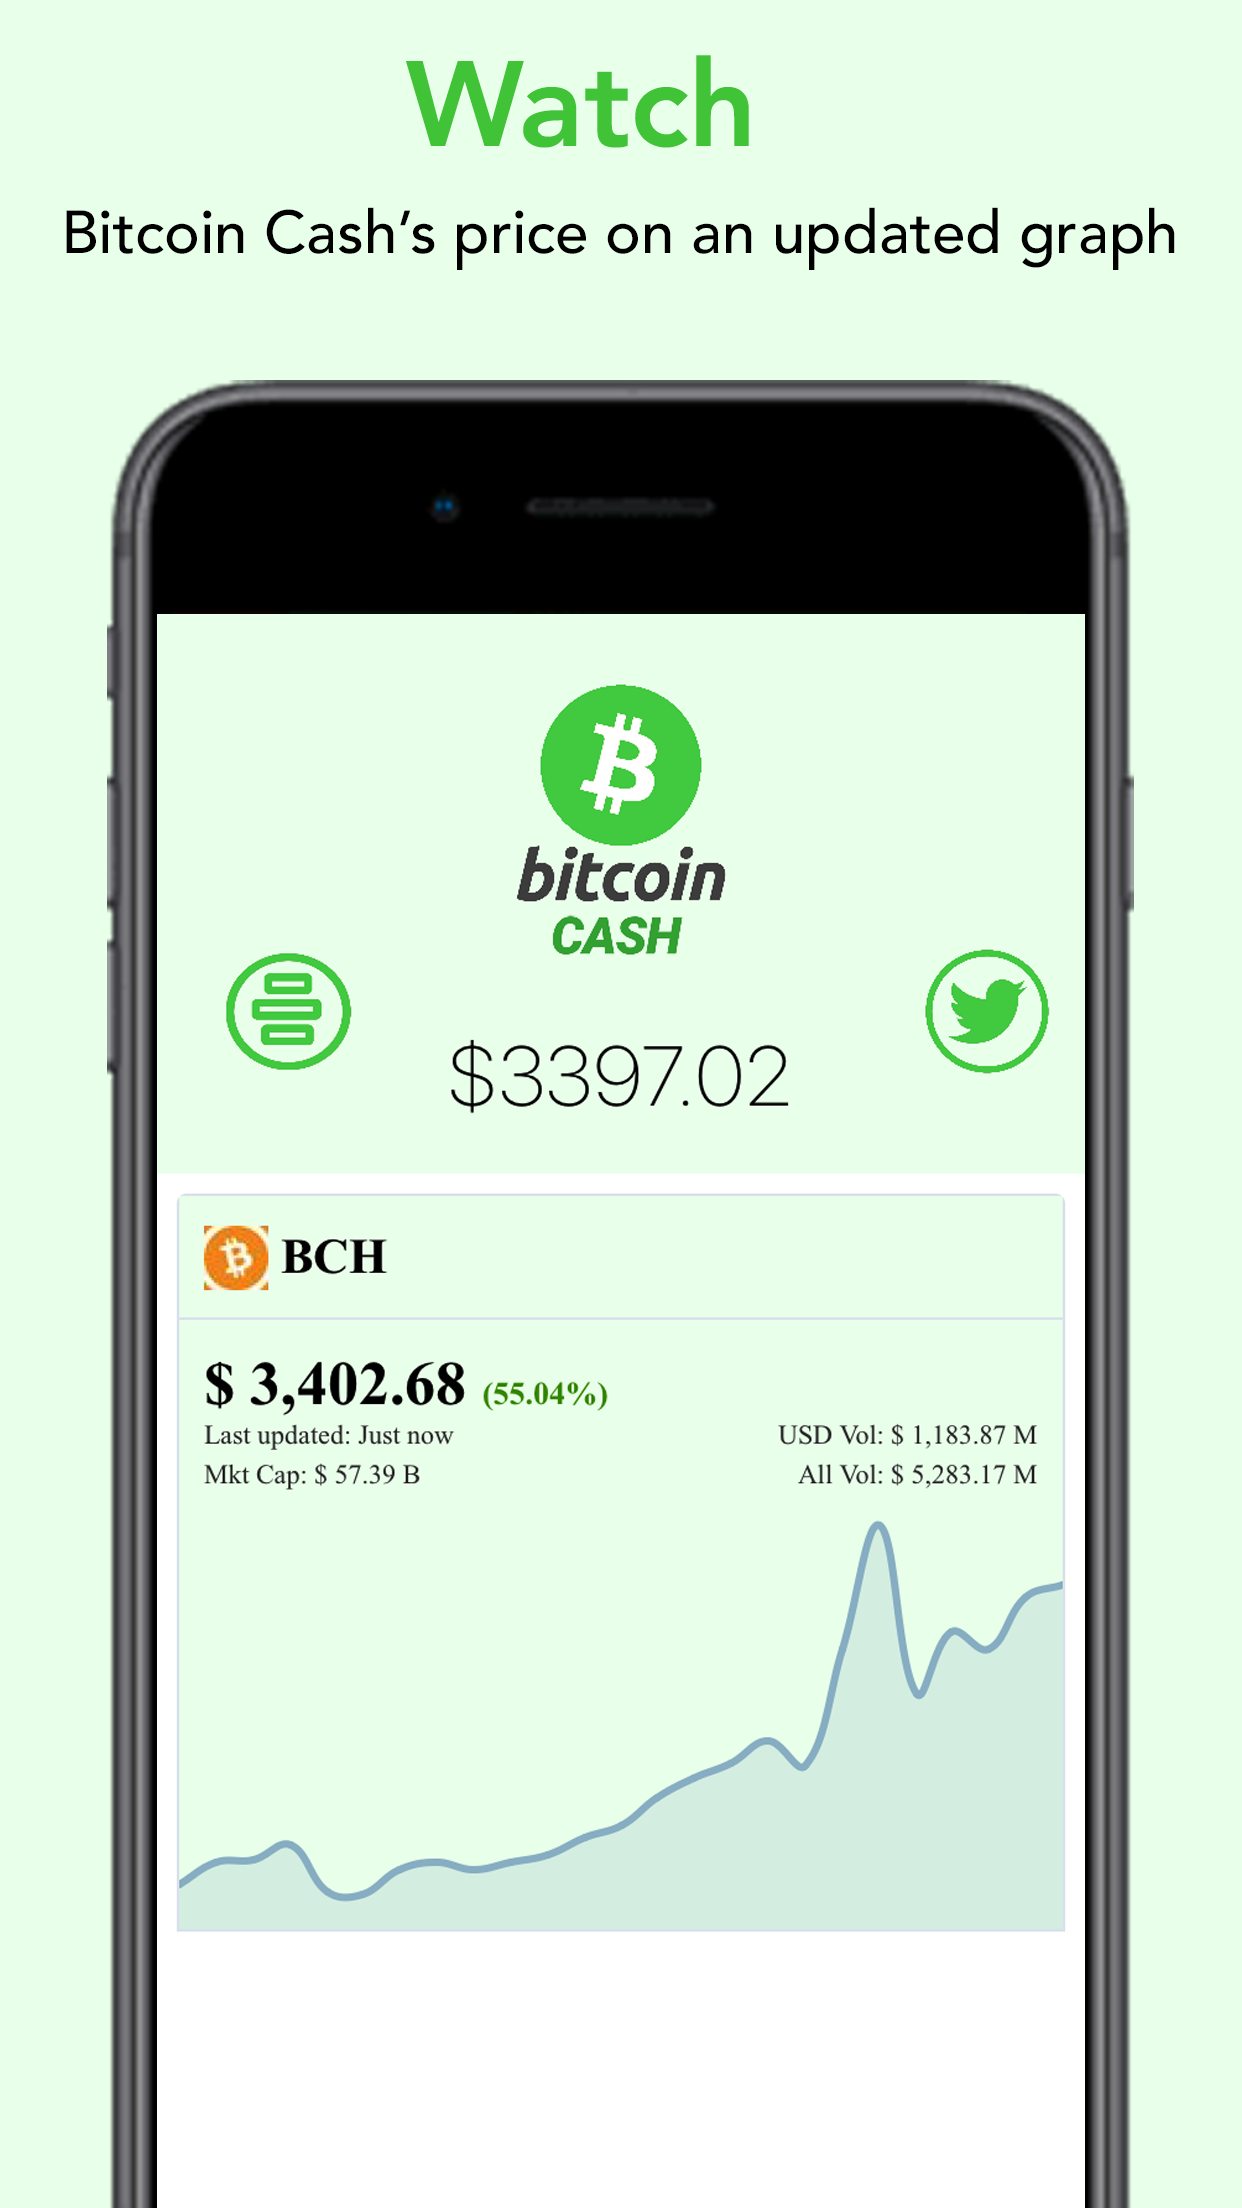 Watch
Bitcoin Cash’s price on an updated graph
bitcoin
CASH
$3397.02
BCH
$ 3,402.68 (55.04%)
Last updated: Just now
USD Vol: $ 1,183.87 M
Mkt Cap: $ 57.39 B
All Vol: $ 5,283.17 M